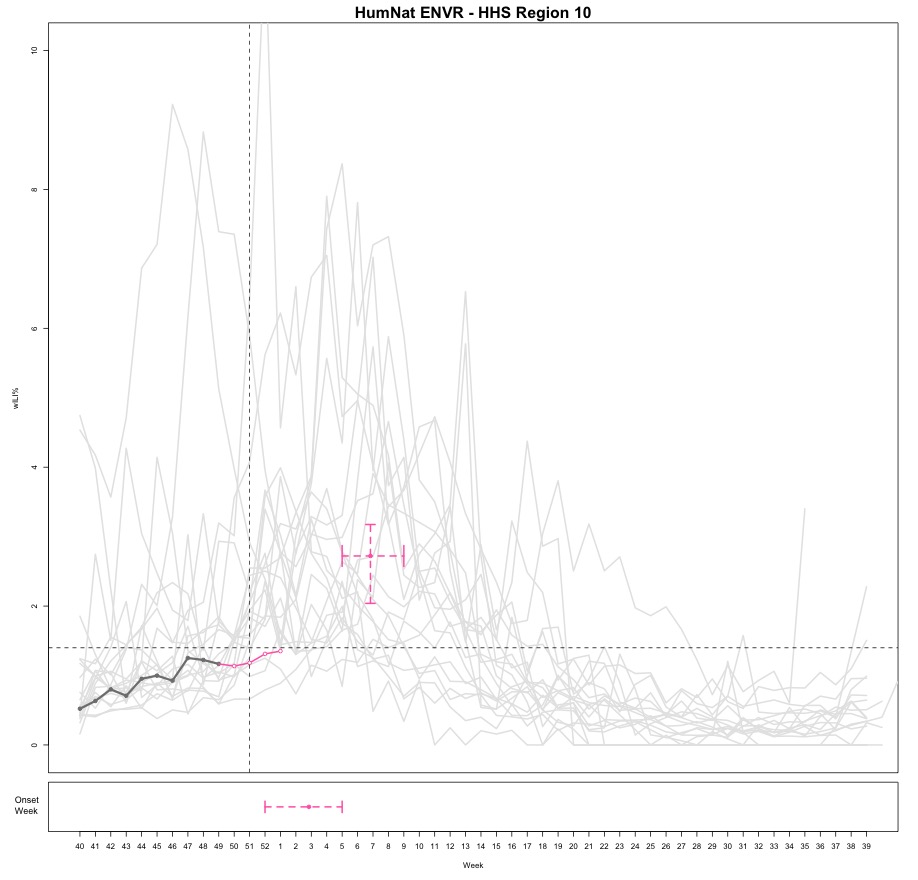 HumNat ENVR - HHS Region 10
10
8
6
4
2
0
wILI%
Onset
Week
40 41 42 43 44 45 46 47 48 49 50 51 52 1 2 3 4 5 6 7 8 9 10 11 12 13 14 15 16 17 18 19 20 21 22 23 24 25 26 27 28 29 30 31 32 33 34 35 36 37 38 39
Week